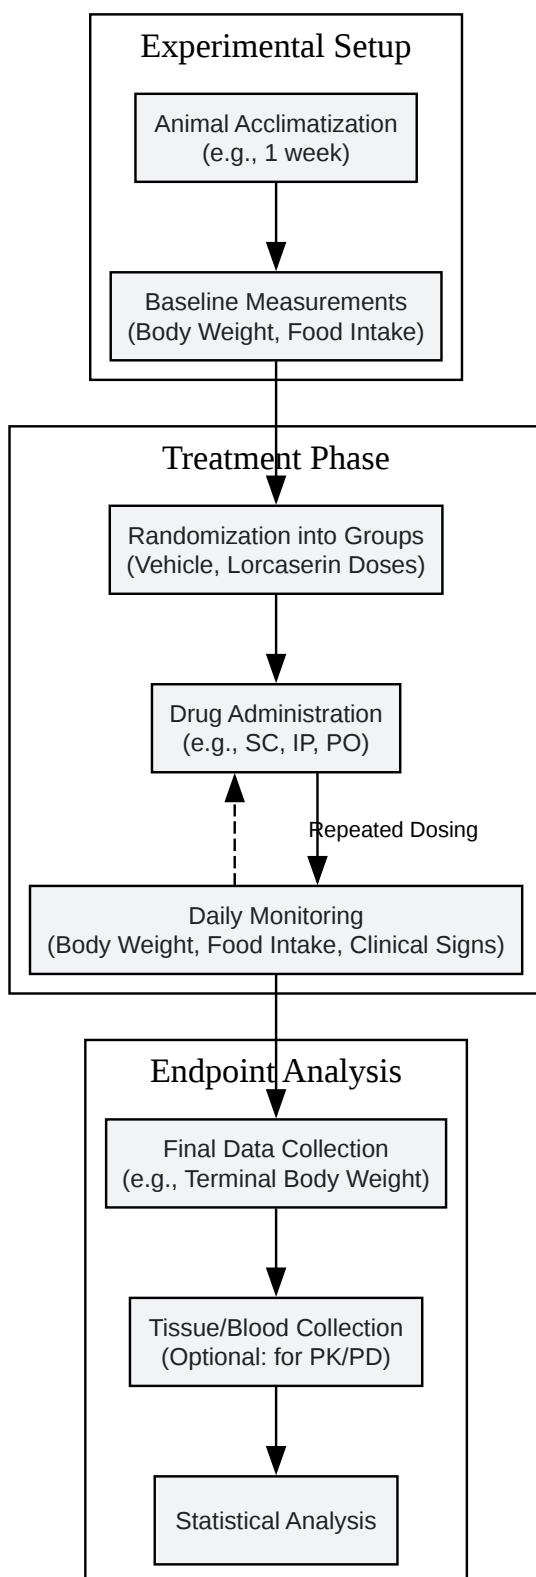 Experimental Setup
Animal Acclimatization
(e.g., 1 week)
Baseline Measurements
(Body Weight, Food Intake)
Treatment Phase
Randomization into Groups
(Vehicle, Lorcaserin Doses)
Drug Administration
(e.g., SC, IP, PO)
Repeated Dosing
Daily Monitoring
(Body Weight, Food Intake, Clinical Signs)
Endpoint Analysis
Final Data Collection
(e.g., Terminal Body Weight)
Tissue/Blood Collection
(Optional: for PK/PD)
Statistical Analysis